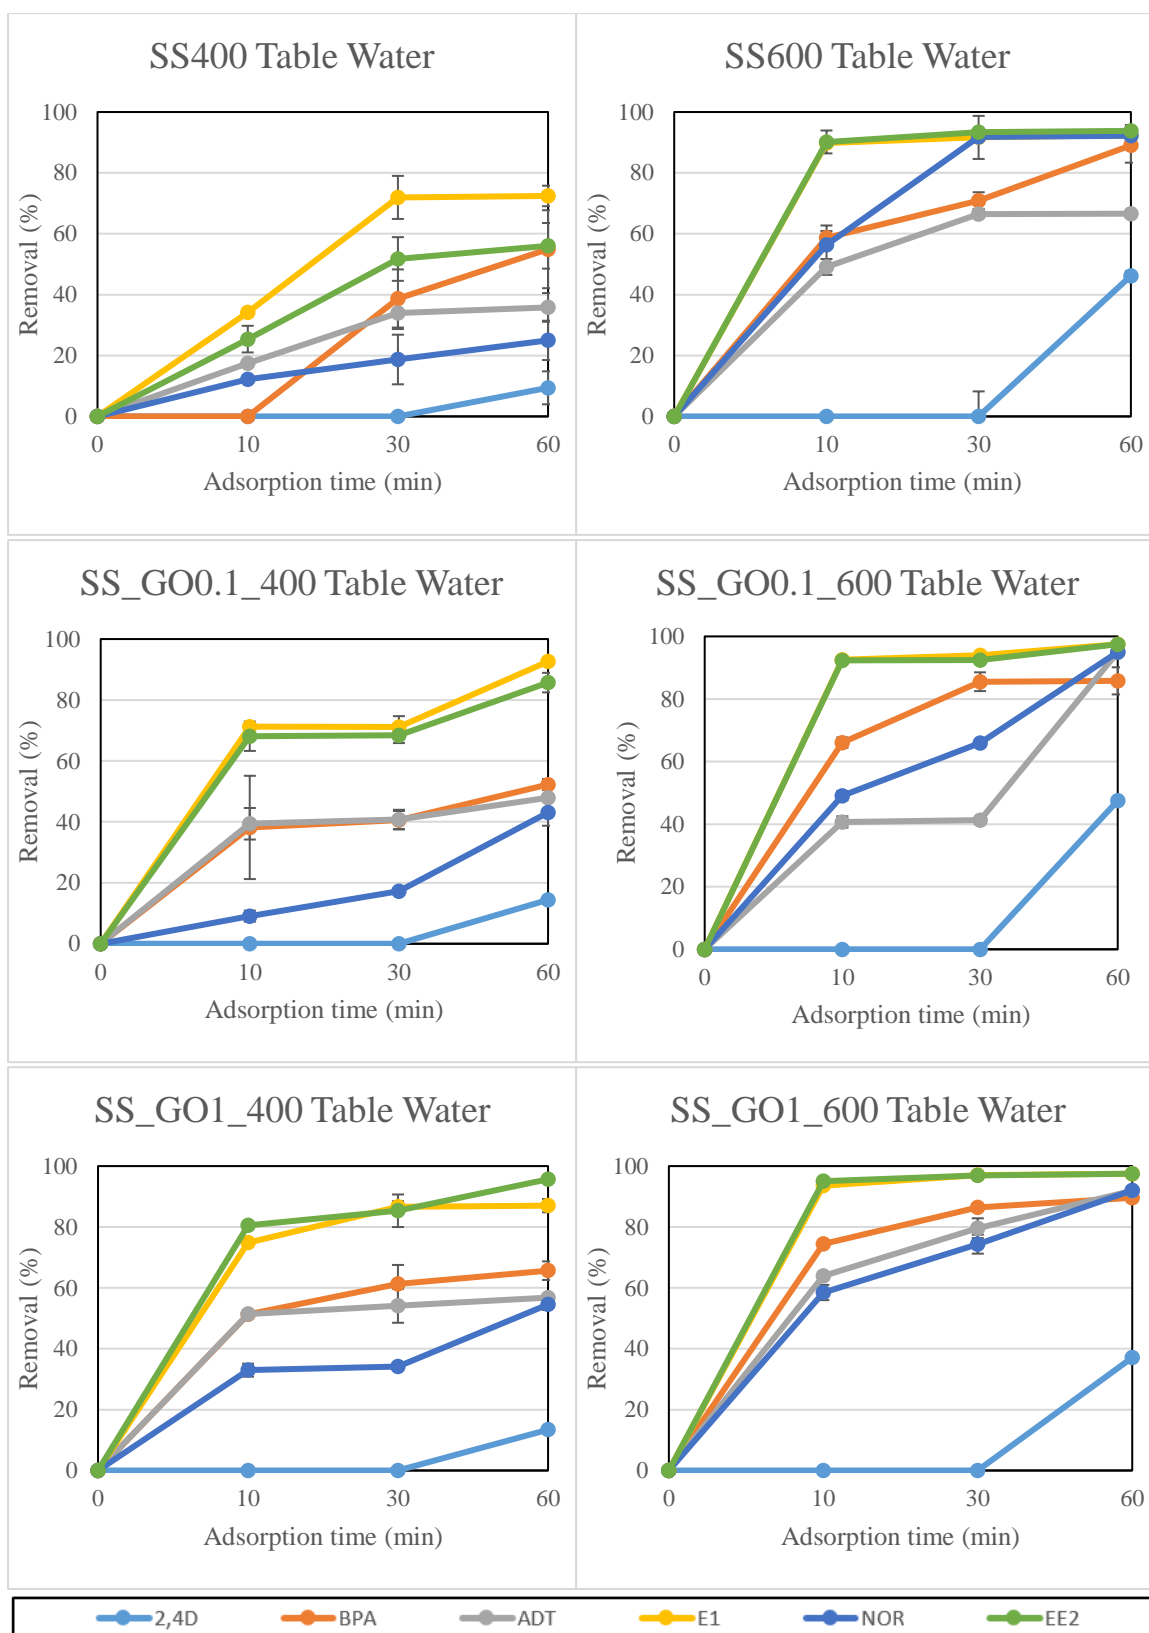 SS400 Table Water
100
80
60
40
20
0
0 10 30 60
Removal (%)
Adsorption time (min)
SS600 Table Water
100
80
60
40
20
0
0 10 30 60
Removal (%)
Adsorption time (min)
SS_GO0.1_400 Table Water
100
80
60
40
20
0
0 10 30 60
Removal (%)
Adsorption time (min)
SS_GO0.1_600 Table Water
100
80
60
40
20
0
0 10 30 60
Removal (%)
Adsorption time (min)
SS_GO1_400 Table Water
100
80
60
40
20
0
0 10 30 60
Removal (%)
Adsorption time (min)
SS_GO1_600 Table Water
100
80
60
40
20
0
0 10 30 60
Removal (%)
Adsorption time (min)
2,4D BPA ADT E1 NOR EE2